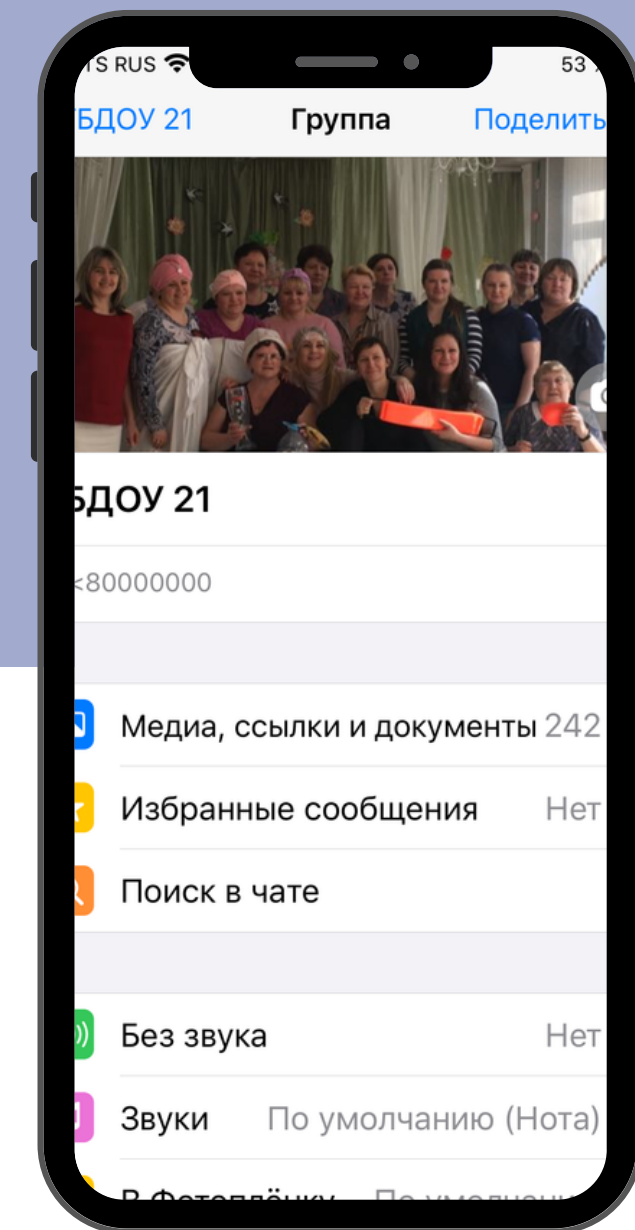 TS RUS 53
БДОУ 21 Группа Поделить
БДОУ 21
<80000000
Медиа, ссылки и документы 242
Избранные сообщения Нет
Поиск в чате
Без звука Нет
Звуки По умолчанию (Нота)
В Фотоплёнку